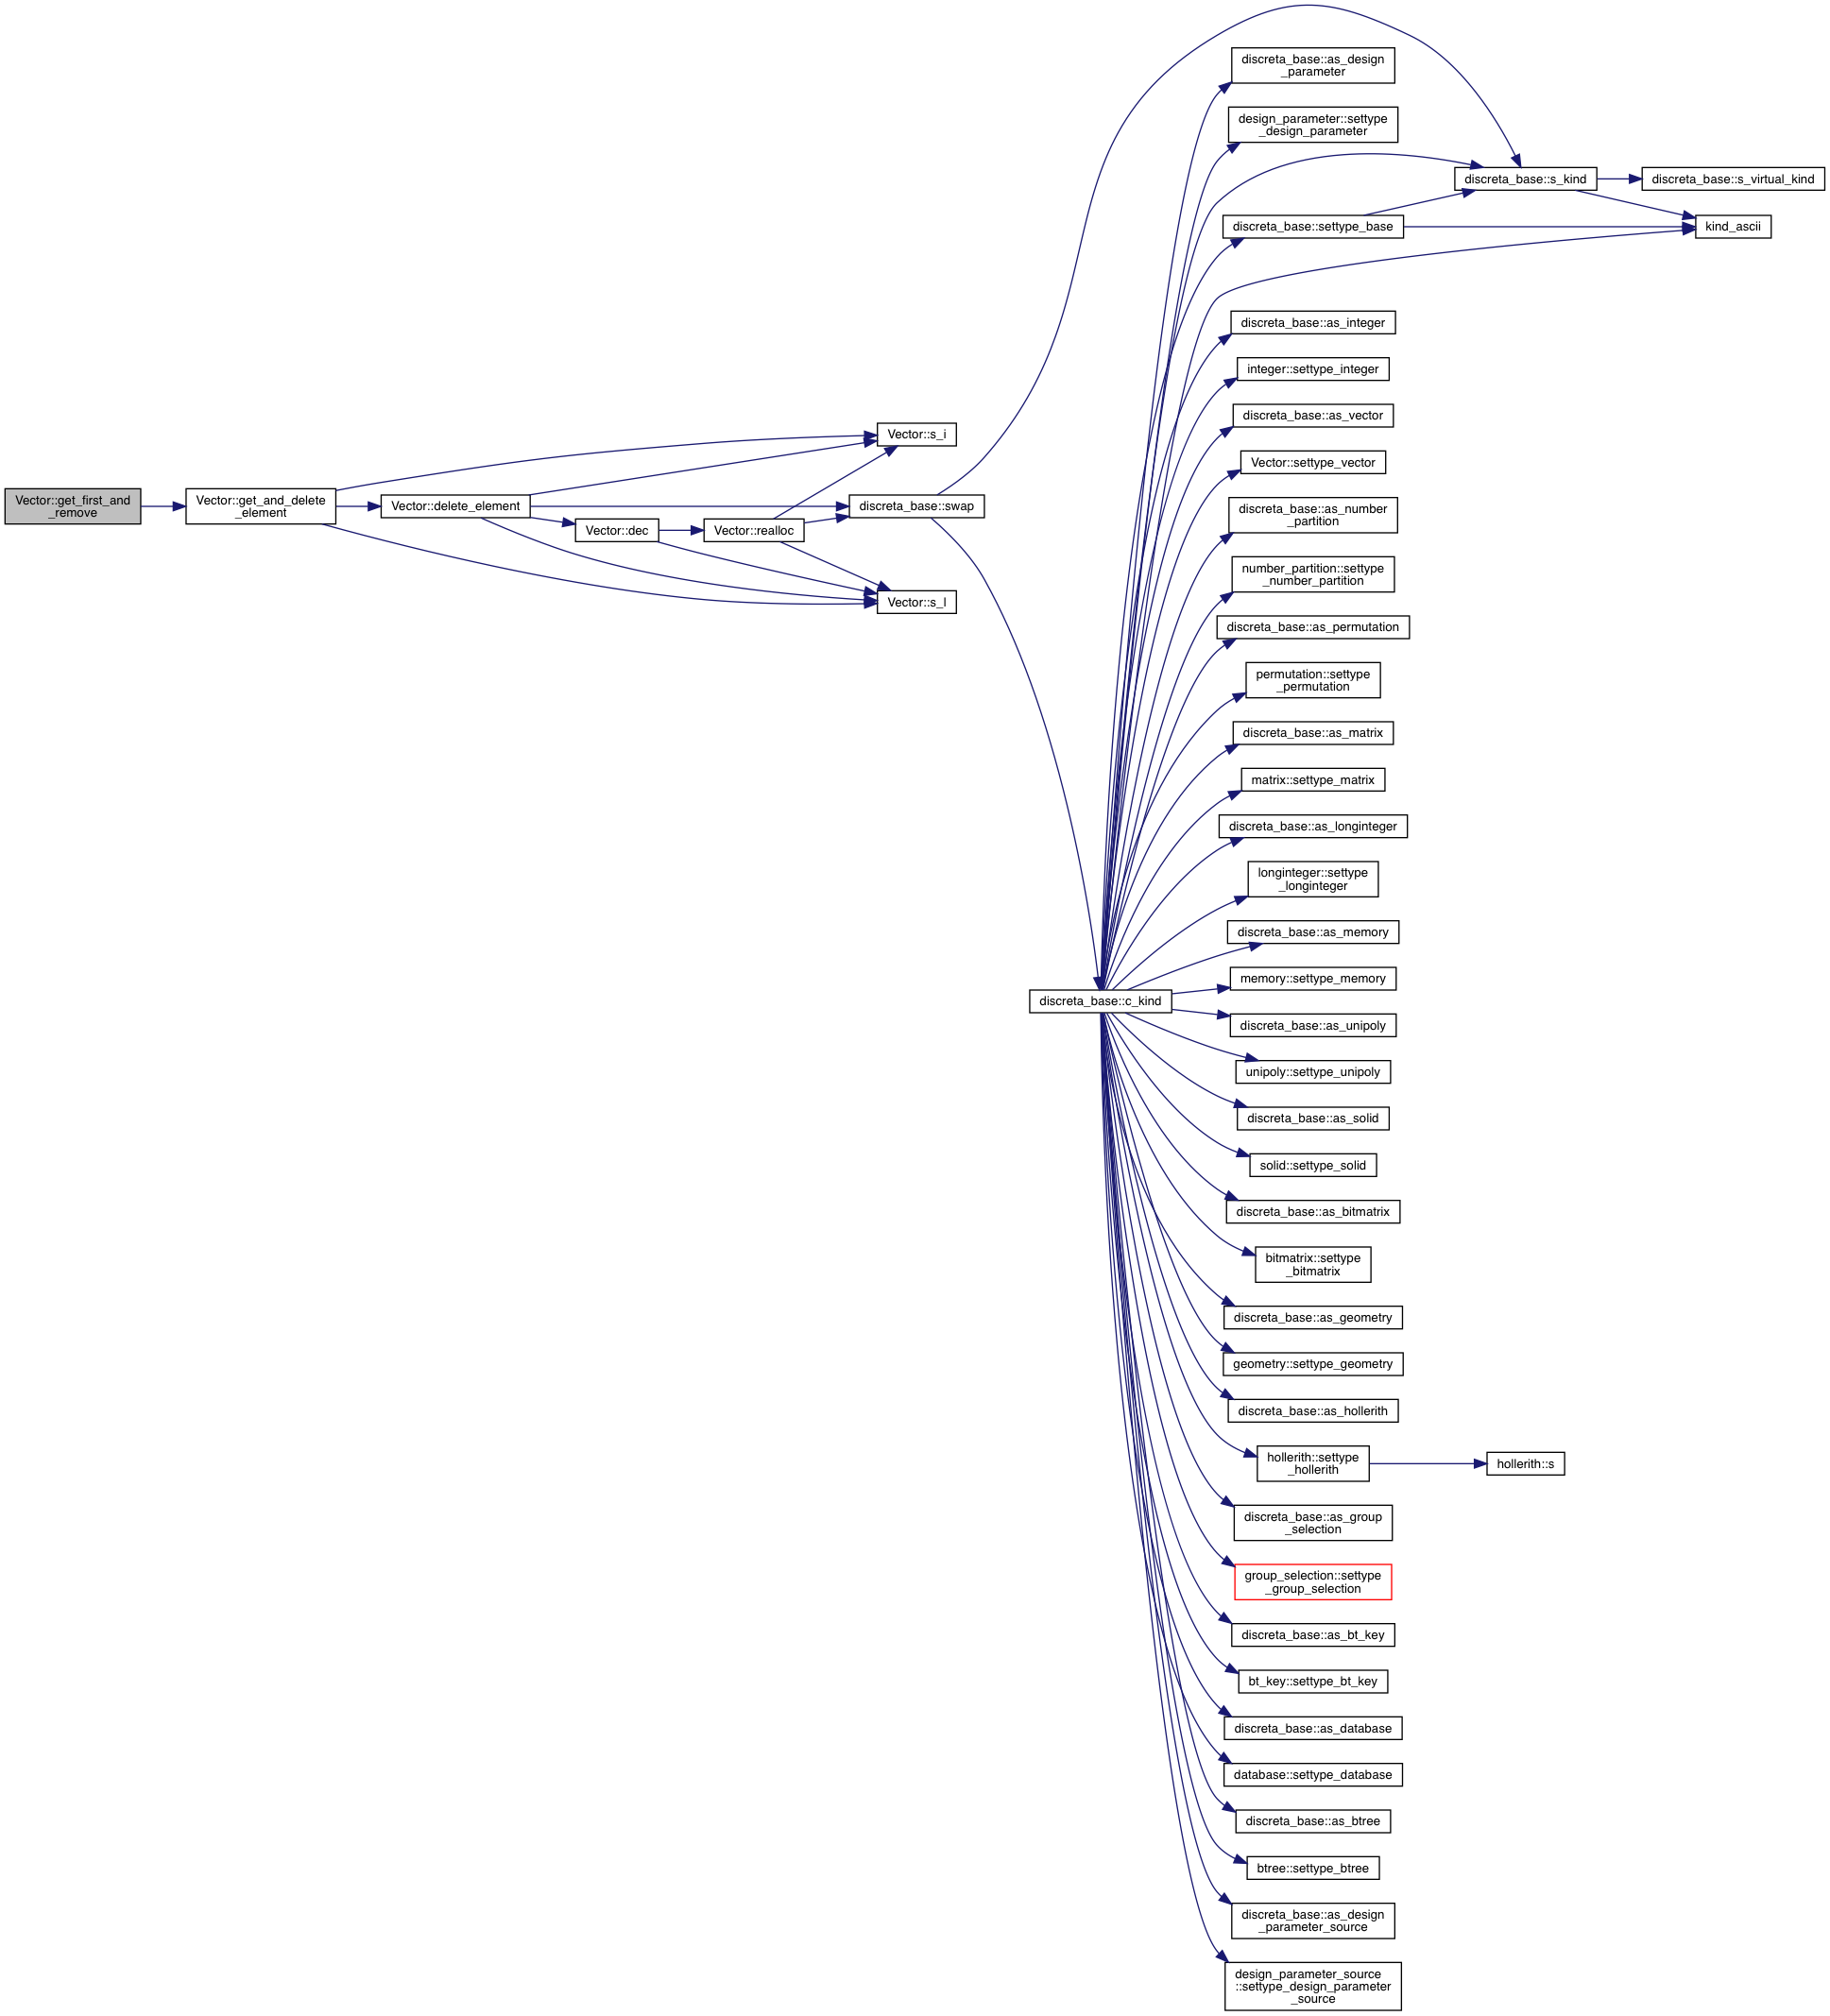 Vector::get_first_and
_remove
Vector::get_and_delete
_element
Vector::delete_element
Vector::dec
Vector::realloc
Vector::s_i
discreta_base::swap
Vector::s_l
discreta_base::c_kind
discreta_base::as_design
_parameter
design_parameter::settype
_design_parameter
discreta_base::s_kind
discreta_base::s_virtual_kind
discreta_base::settype_base
kind_ascii
discreta_base::as_integer
integer::settype_integer
discreta_base::as_vector
Vector::settype_vector
discreta_base::as_number
_partition
number_partition::settype
_number_partition
discreta_base::as_permutation
permutation::settype
_permutation
discreta_base::as_matrix
matrix::settype_matrix
discreta_base::as_longinteger
longinteger::settype
_longinteger
discreta_base::as_memory
memory::settype_memory
discreta_base::as_unipoly
unipoly::settype_unipoly
discreta_base::as_solid
solid::settype_solid
discreta_base::as_bitmatrix
bitmatrix::settype
_bitmatrix
discreta_base::as_geometry
geometry::settype_geometry
discreta_base::as_hollerith
hollerith::settype
_hollerith
hollerith::s
discreta_base::as_group
_selection
group_selection::settype
_group_selection
discreta_base::as_bt_key
bt_key::settype_bt_key
discreta_base::as_database
database::settype_database
discreta_base::as_btree
btree::settype_btree
discreta_base::as_design
_parameter_source
design_parameter_source
::settype_design_parameter
_source